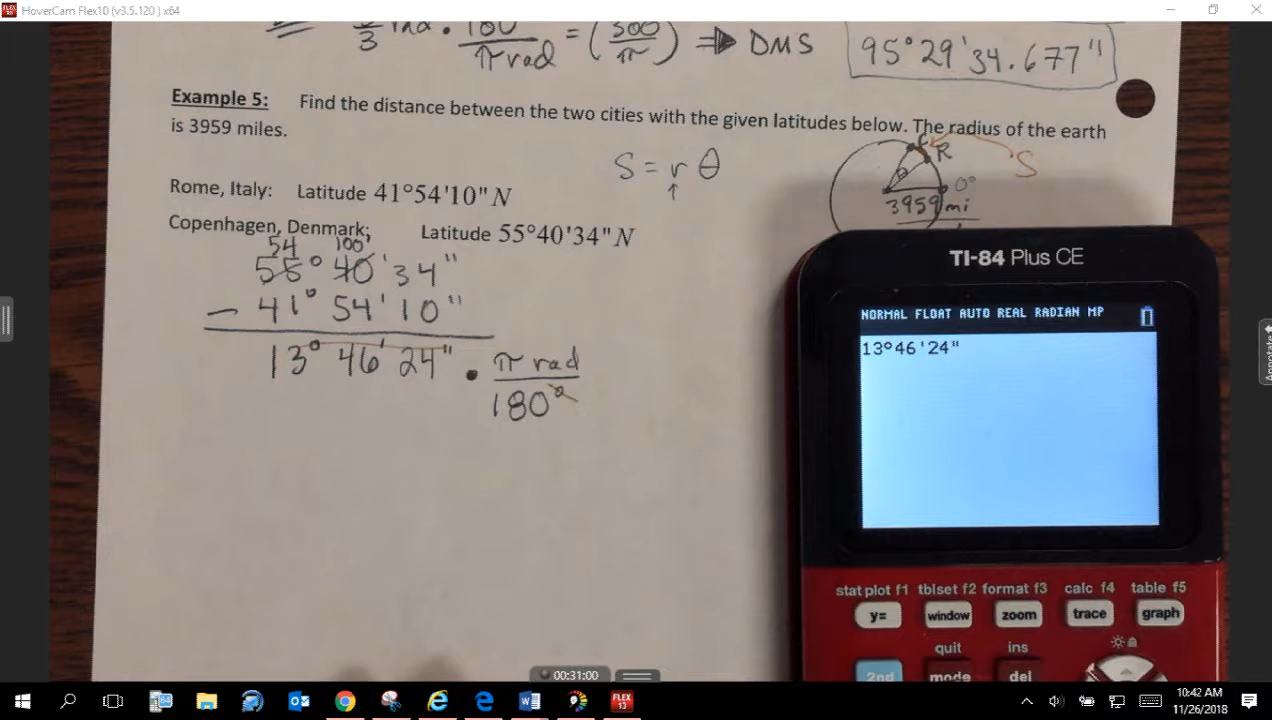 HoverCam Flex10 (v3.5.120 ) x64
π rad = ( 300 / π ) ⇒ DMS 95°29'34.677"
Example 5: Find the distance between the two cities with the given latitudes below. The radius of the earth
is 3959 miles.
S = r θ
↑
C
R
S
θ
0°
3959 mi
Rome, Italy: Latitude 41°54'10" N
Copenhagen, Denmark; Latitude 55°40'34" N
54 100
55° 40' 34"
- 41° 54' 10"
13° 46' 24" · π rad
180°
TI-84 Plus CE
NORMAL FLOAT AUTO REAL RADIAN MP
13°46'24"
stat plot f1 tblset f2 format f3 calc f4 table f5
y= window zoom trace graph
quit ins
2nd mode del
Annotate
00:31:00
FLEX
10:42 AM
11/26/2018